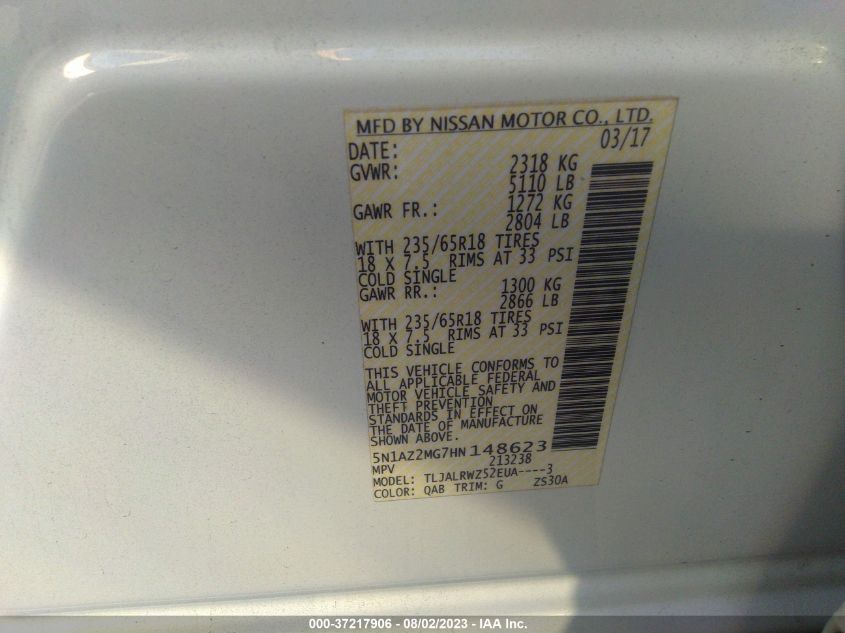 MFD BY NISSAN MOTOR CO., LTD.
DATE: 03/17
GVWR: 2318 KG
5110 LB
GAWR FR.: 1272 KG
2804 LB
WITH 235/65R18 TIRES
18 X 7.5 RIMS AT 33 PSI
COLD SINGLE
GAWR RR.: 1300 KG
2866 LB
WITH 235/65R18 TIRES
18 X 7.5 RIMS AT 33 PSI
COLD SINGLE
THIS VEHICLE CONFORMS TO
ALL APPLICABLE FEDERAL
MOTOR VEHICLE SAFETY AND
THEFT PREVENTION
STANDARDS IN EFFECT ON
THE DATE OF MANUFACTURE
SHOWN ABOVE.
5N1AZ2MG7HN148623
MPV 213238
MODEL: TLJALRWZ52EUA----3
COLOR: QAB TRIM: G ZS30A
000-37217906 - 08/02/2023 - IAA Inc.